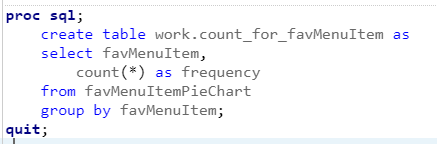 proc sql;
create table work.count_for_favMenuItem as
select favMenuItem,
count(*) as frequency
from favMenuItemPieChart
group by favMenuItem;
quit;